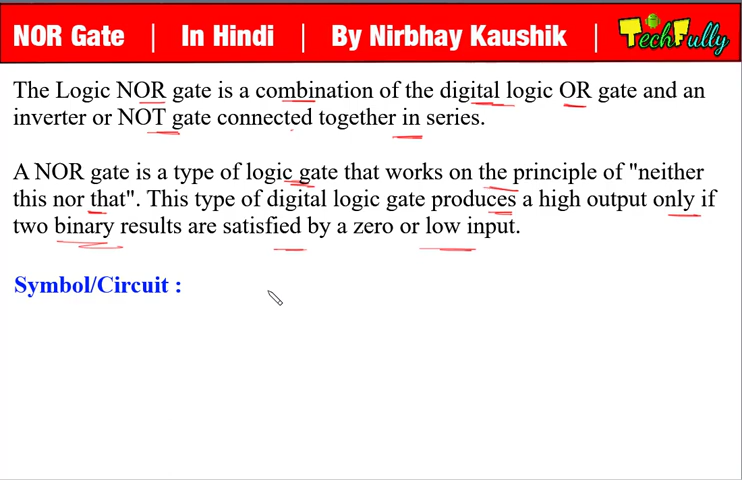 NOR Gate | In Hindi | By Nirbhay Kaushik | TechFully
The Logic NOR gate is a combination of the digital logic OR gate and an
inverter or NOT gate connected together in series.
A NOR gate is a type of logic gate that works on the principle of "neither
this nor that". This type of digital logic gate produces a high output only if
two binary results are satisfied by a zero or low input.
Symbol/Circuit :